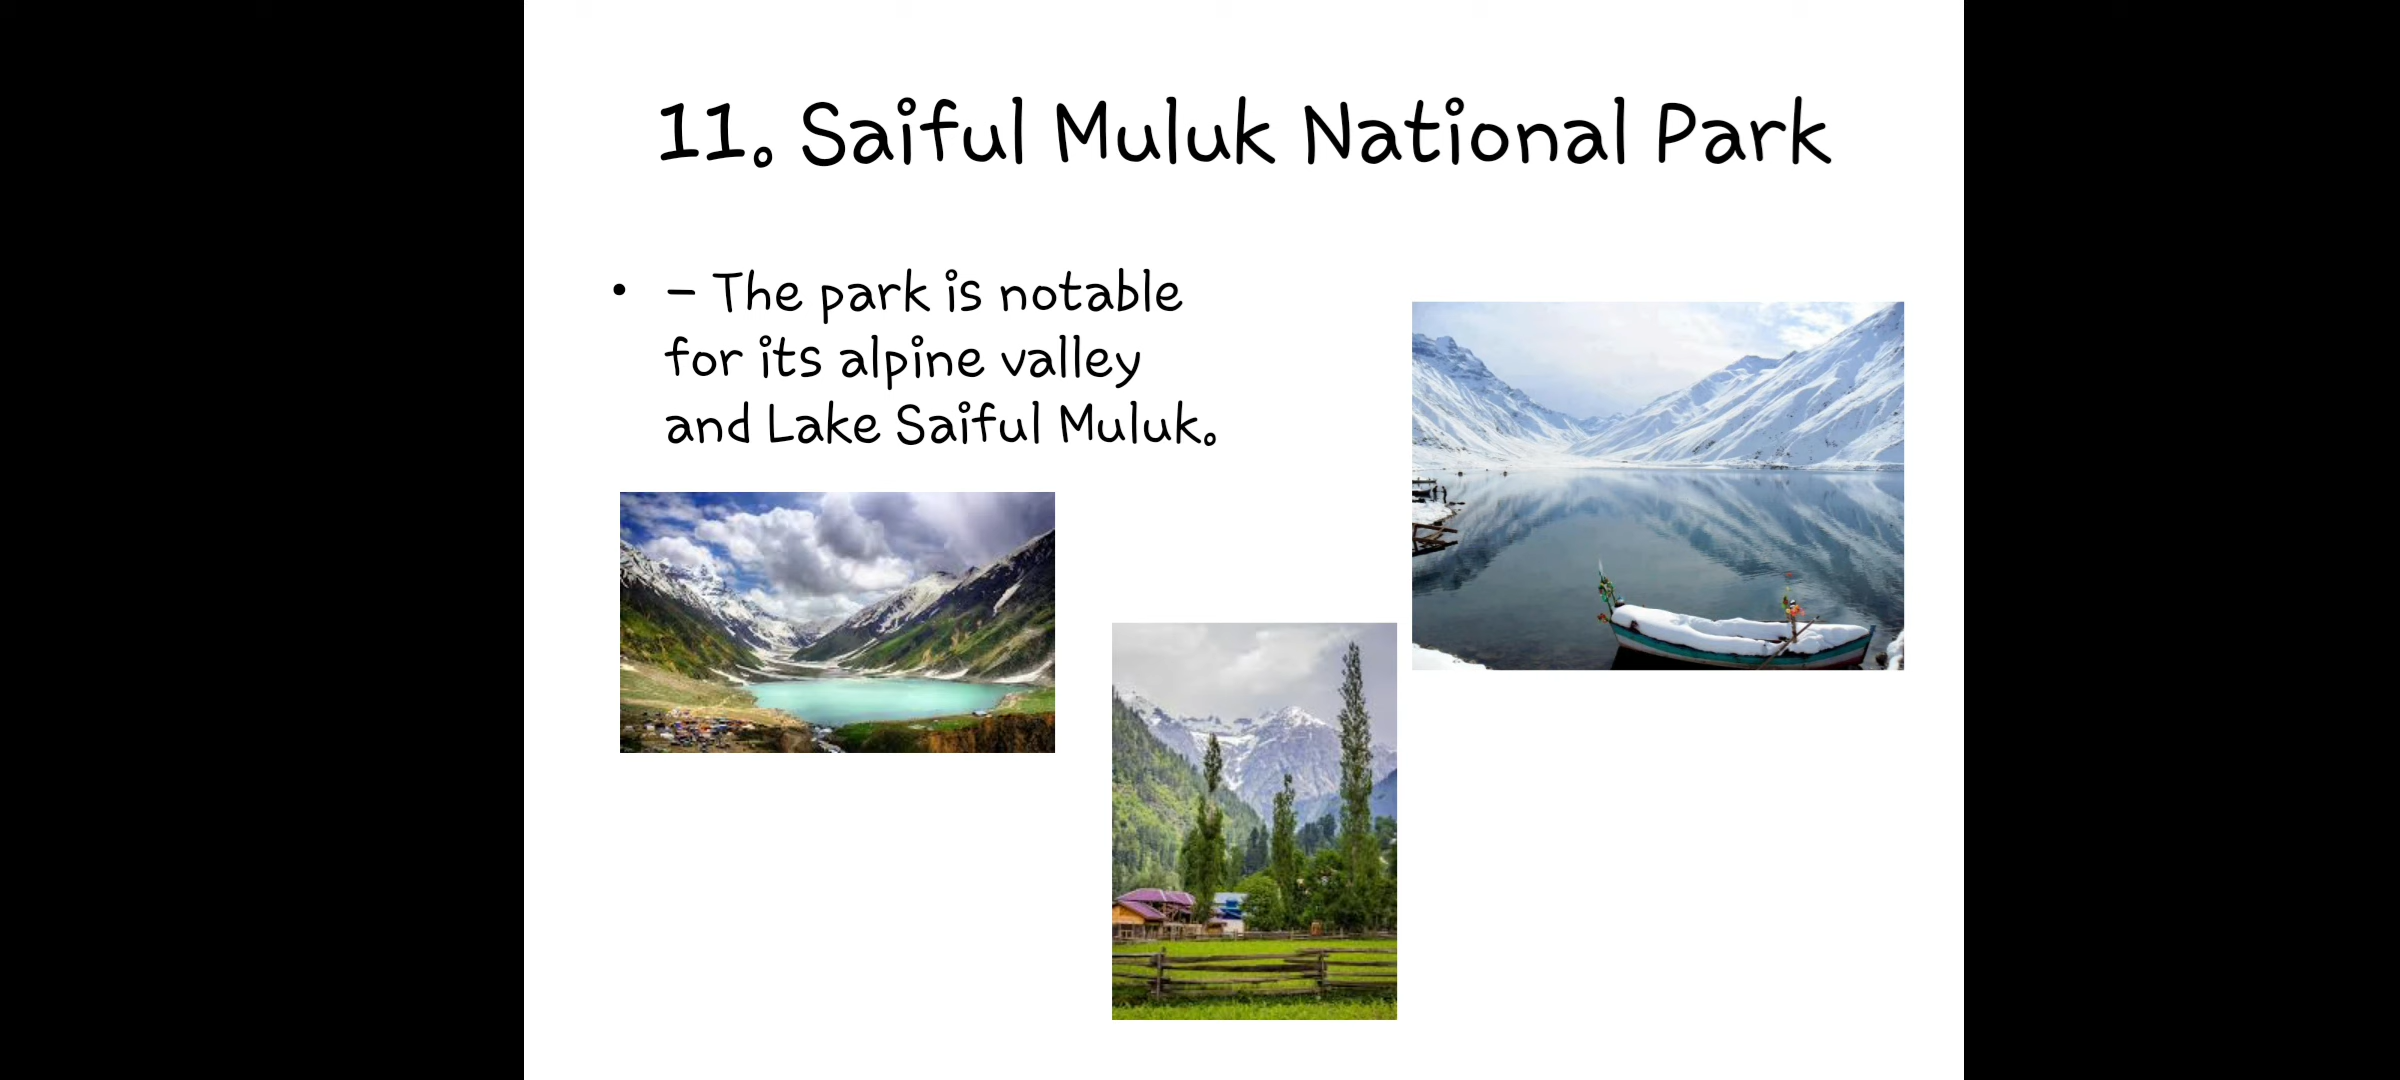 11. Saiful Muluk National Park
• – The park is notable
for its alpine valley
and Lake Saiful Muluk.